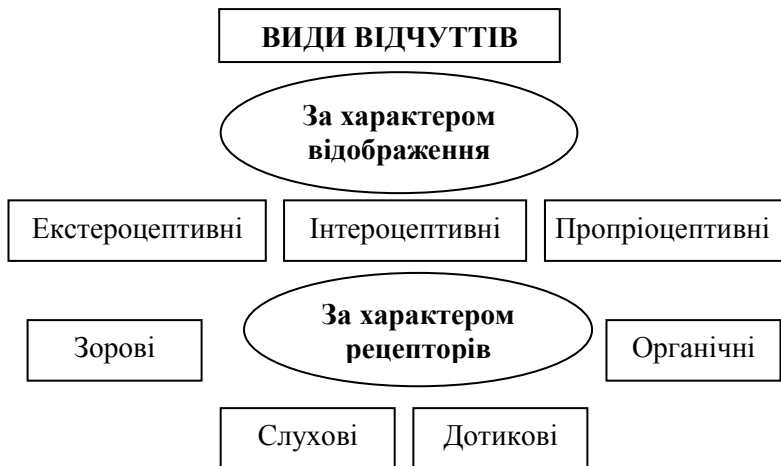 ВИДИ ВІДЧУТТІВ
За характером
відображення
Екстероцептивні
Інтероцептивні
Пропріоцептивні
За характером
рецепторів
Зорові
Органічні
Слухові
Дотикові